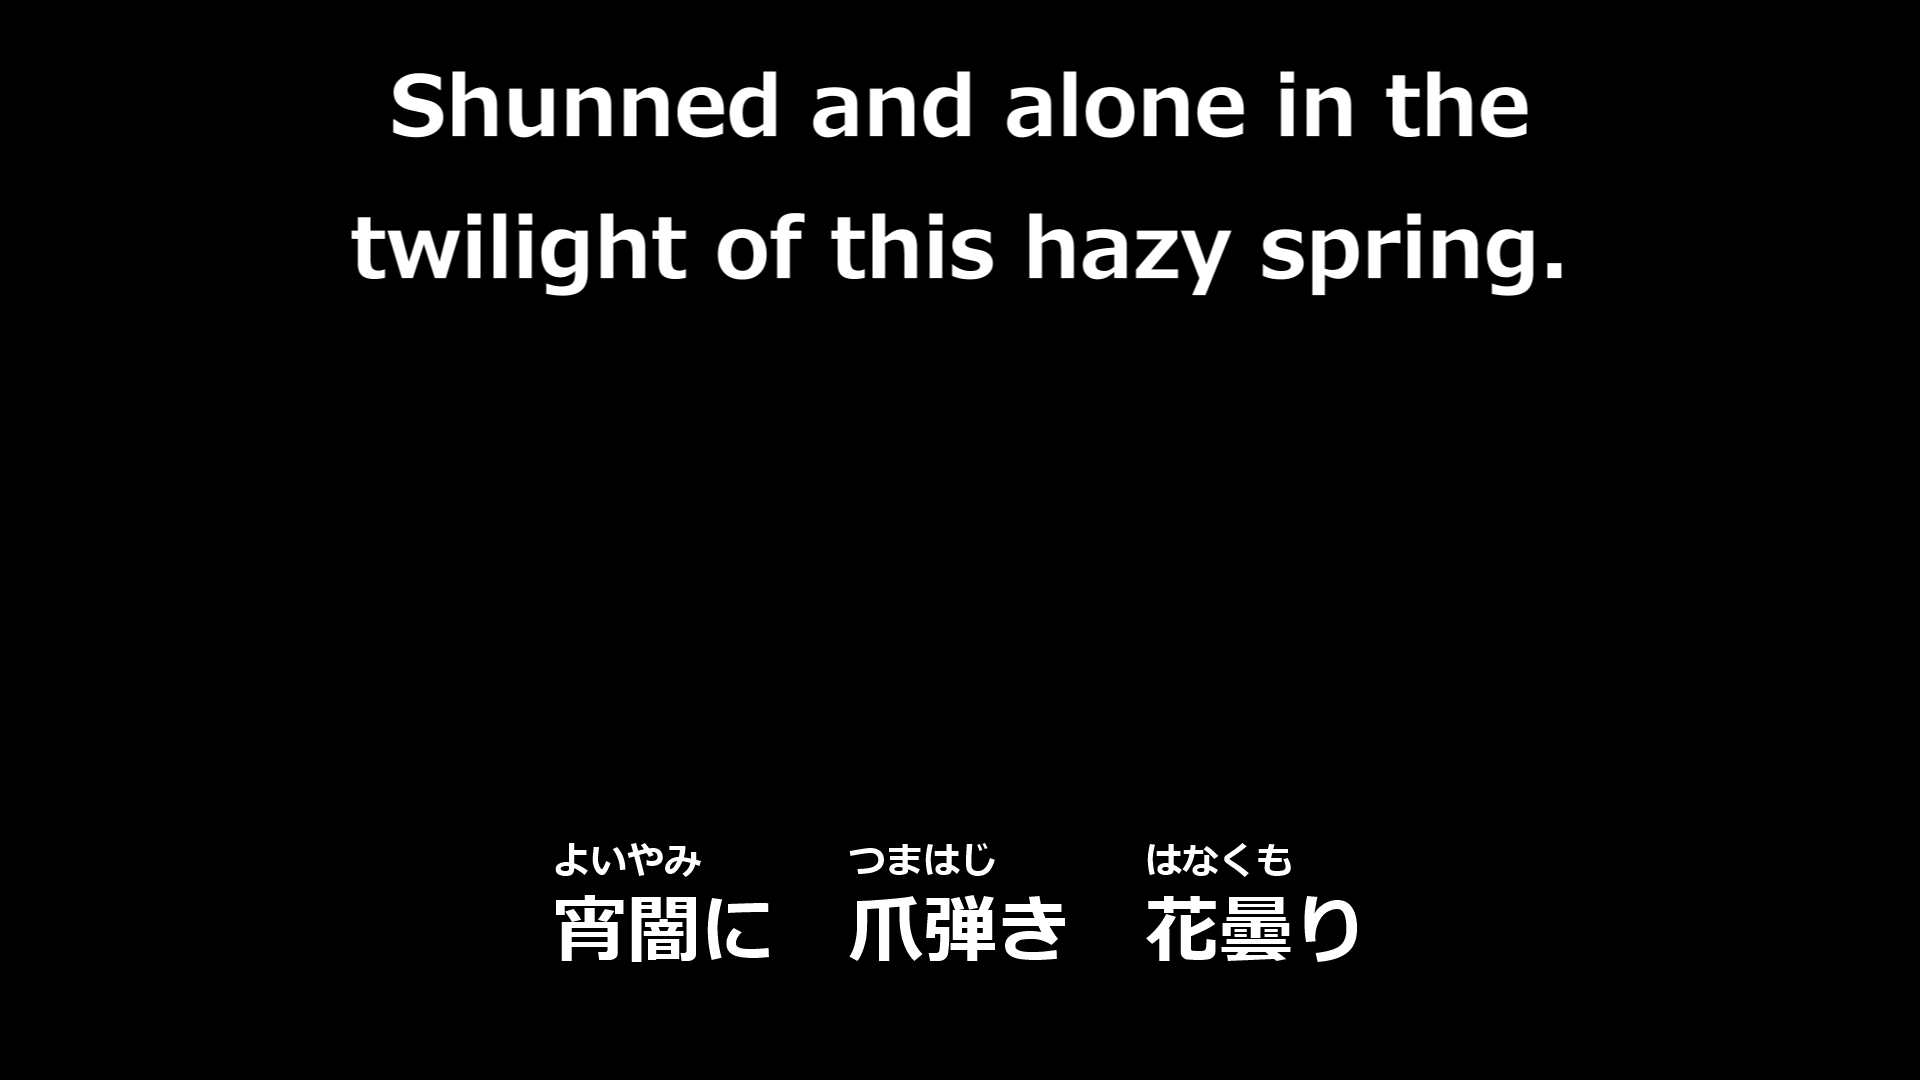 Shunned and alone in the
twilight of this hazy spring.
よいやみ　つまはじ　はなくも
宵闇に　爪弾き　花曇り